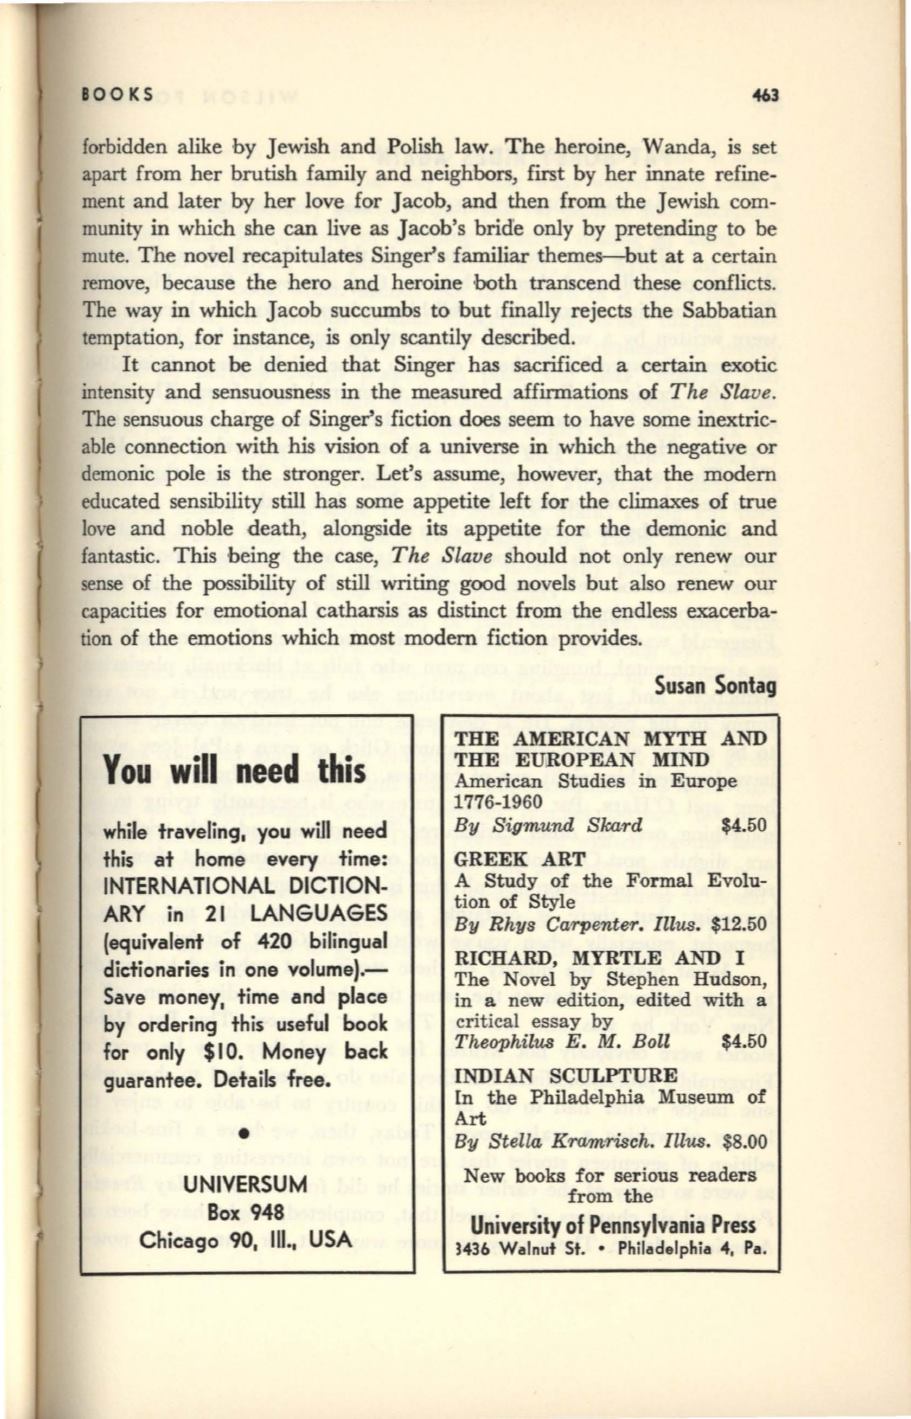 BOOKS 463
forbidden alike by Jewish and Polish law. The heroine, Wanda, is set
apart from her brutish family and neighbors, first by her innate refine-
ment and later by her love for Jacob, and then from the Jewish com-
munity in which she can live as Jacob's bride only by pretending to be
mute. The novel recapitulates Singer's familiar themes—but at a certain
remove, because the hero and heroine both transcend these conflicts.
The way in which Jacob succumbs to but finally rejects the Sabbatian
temptation, for instance, is only scantily described.
It cannot be denied that Singer has sacrificed a certain exotic
intensity and sensuousness in the measured affirmations of The Slave.
The sensuous charge of Singer's fiction does seem to have some inextric-
able connection with his vision of a universe in which the negative or
demonic pole is the stronger. Let's assume, however, that the modern
educated sensibility still has some appetite left for the climaxes of true
love and noble death, alongside its appetite for the demonic and
fantastic. This being the case, The Slave should not only renew our
sense of the possibility of still writing good novels but also renew our
capacities for emotional catharsis as distinct from the endless exacerba-
tion of the emotions which most modern fiction provides.
Susan Sontag
You will need this
while traveling, you will need
this at home every time:
INTERNATIONAL DICTION-
ARY in 21 LANGUAGES
(equivalent of 420 bilingual
dictionaries in one volume).—
Save money, time and place
by ordering this useful book
for only $10. Money back
guarantee. Details free.
•
UNIVERSUM
Box 948
Chicago 90, Ill., USA
THE AMERICAN MYTH AND
THE EUROPEAN MIND
American Studies in Europe
1776-1960
By Sigmund Skard $4.50
GREEK ART
A Study of the Formal Evolu-
tion of Style
By Rhys Carpenter. Illus. $12.50
RICHARD, MYRTLE AND I
The Novel by Stephen Hudson,
in a new edition, edited with a
critical essay by
Theophilus E. M. Boll $4.50
INDIAN SCULPTURE
In the Philadelphia Museum of
Art
By Stella Kramrisch. Illus. $8.00
New books for serious readers
from the
University of Pennsylvania Press
3436 Walnut St. • Philadelphia 4, Pa.